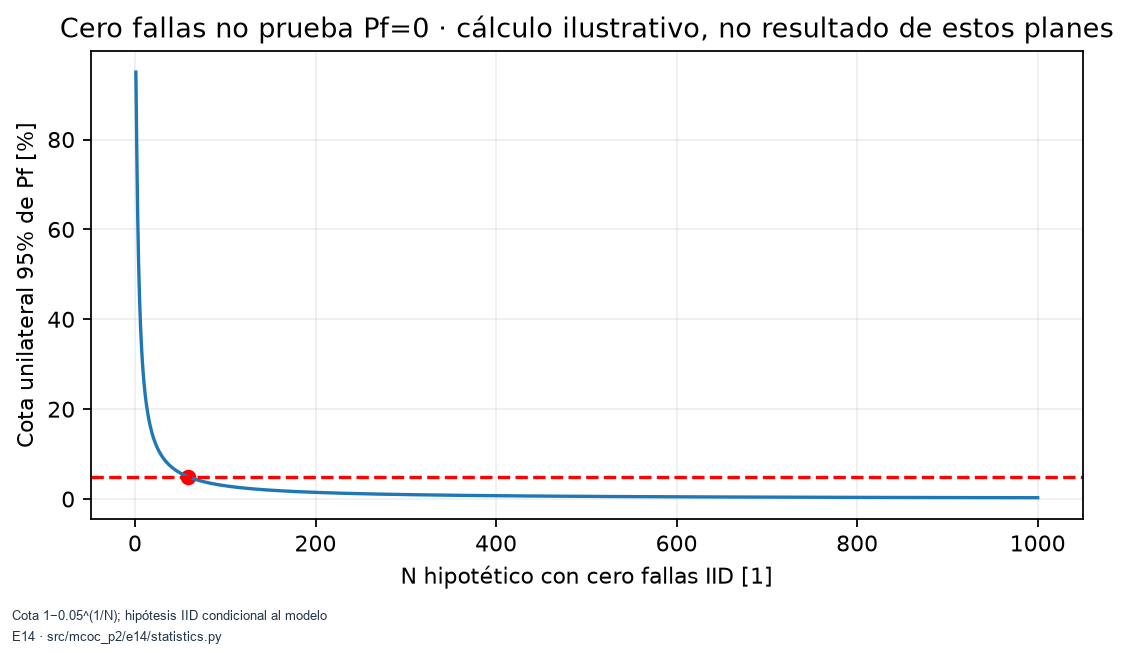 Cero fallas no prueba Pf=0 · cálculo ilustrativo, no resultado de estos planes
Cota unilateral 95% de Pf [%]
80
60
40
20
0
0 200 400 600 800 1000
N hipotético con cero fallas IID [1]
Cota 1−0.05^(1/N); hipótesis IID condicional al modelo
E14 · src/mcoc_p2/e14/statistics.py